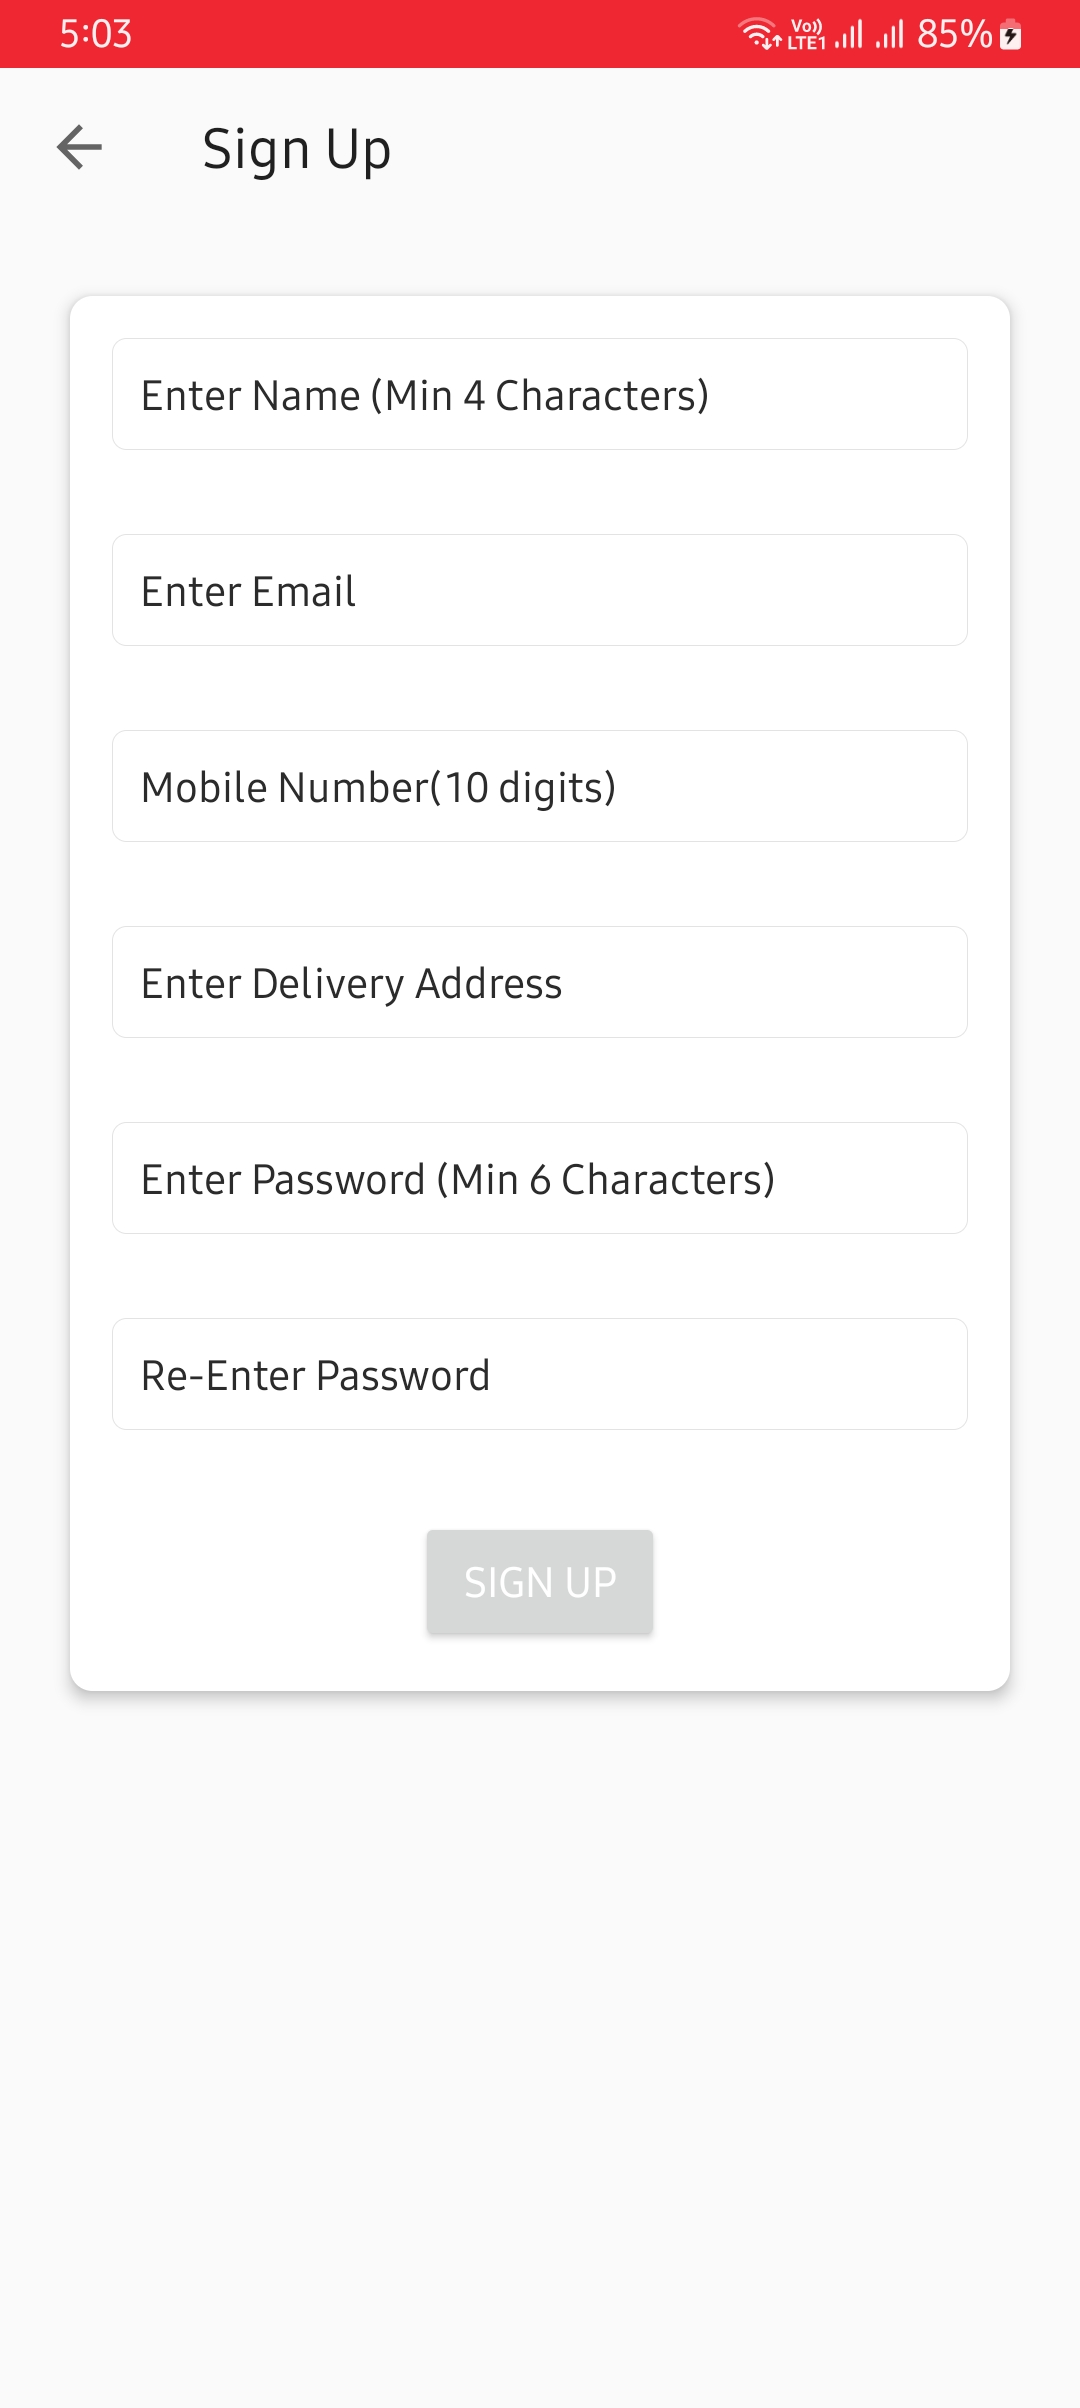 5:03 Vo)) LTE1 85%
Sign Up
Enter Name (Min 4 Characters)
Enter Email
Mobile Number(10 digits)
Enter Delivery Address
Enter Password (Min 6 Characters)
Re-Enter Password
SIGN UP